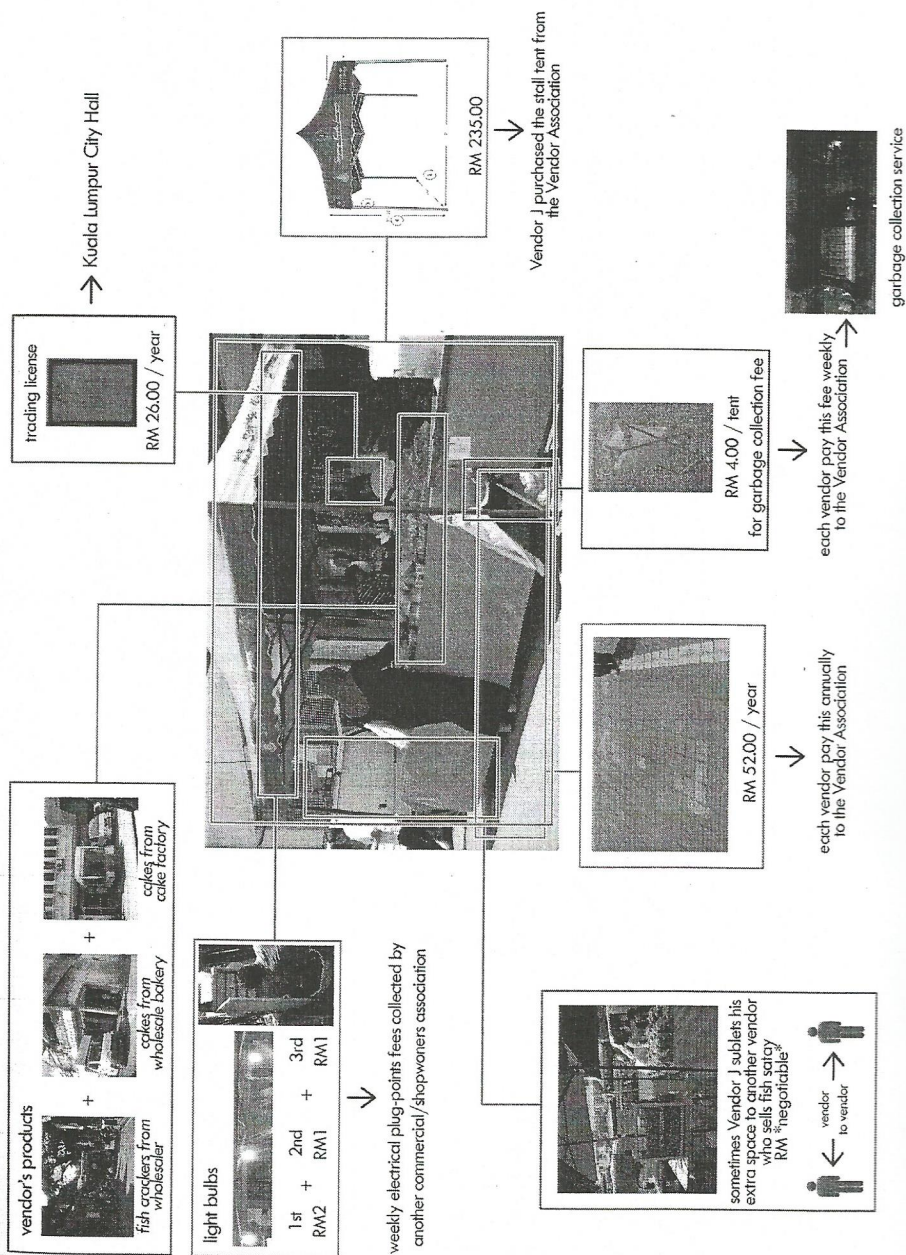 vendor's products
fish crackers from
wholesaler
+
cakes from
wholesale bakery
+
cakes from
cake factory
trading license
RM 26.00 / year
Kuala Lumpur City Hall
light bulbs
1st + 2nd + 3rd
RM2 RM1 RM1
weekly electrical plug-points fees collected by
another commercial/shopwoners association
RM 235.00
Vendor J purchased the stall tent from
the Vendor Association
sometimes Vendor J sublets his
extra space to another vendor
who sells fish satay
RM *negotiable*
vendor
to vendor
RM 52.00 / year
each vendor pay this annually
to the Vendor Association
RM 4.00 / tent
for garbage collection fee
each vendor pay this fee weekly
to the Vendor Association
garbage collection service